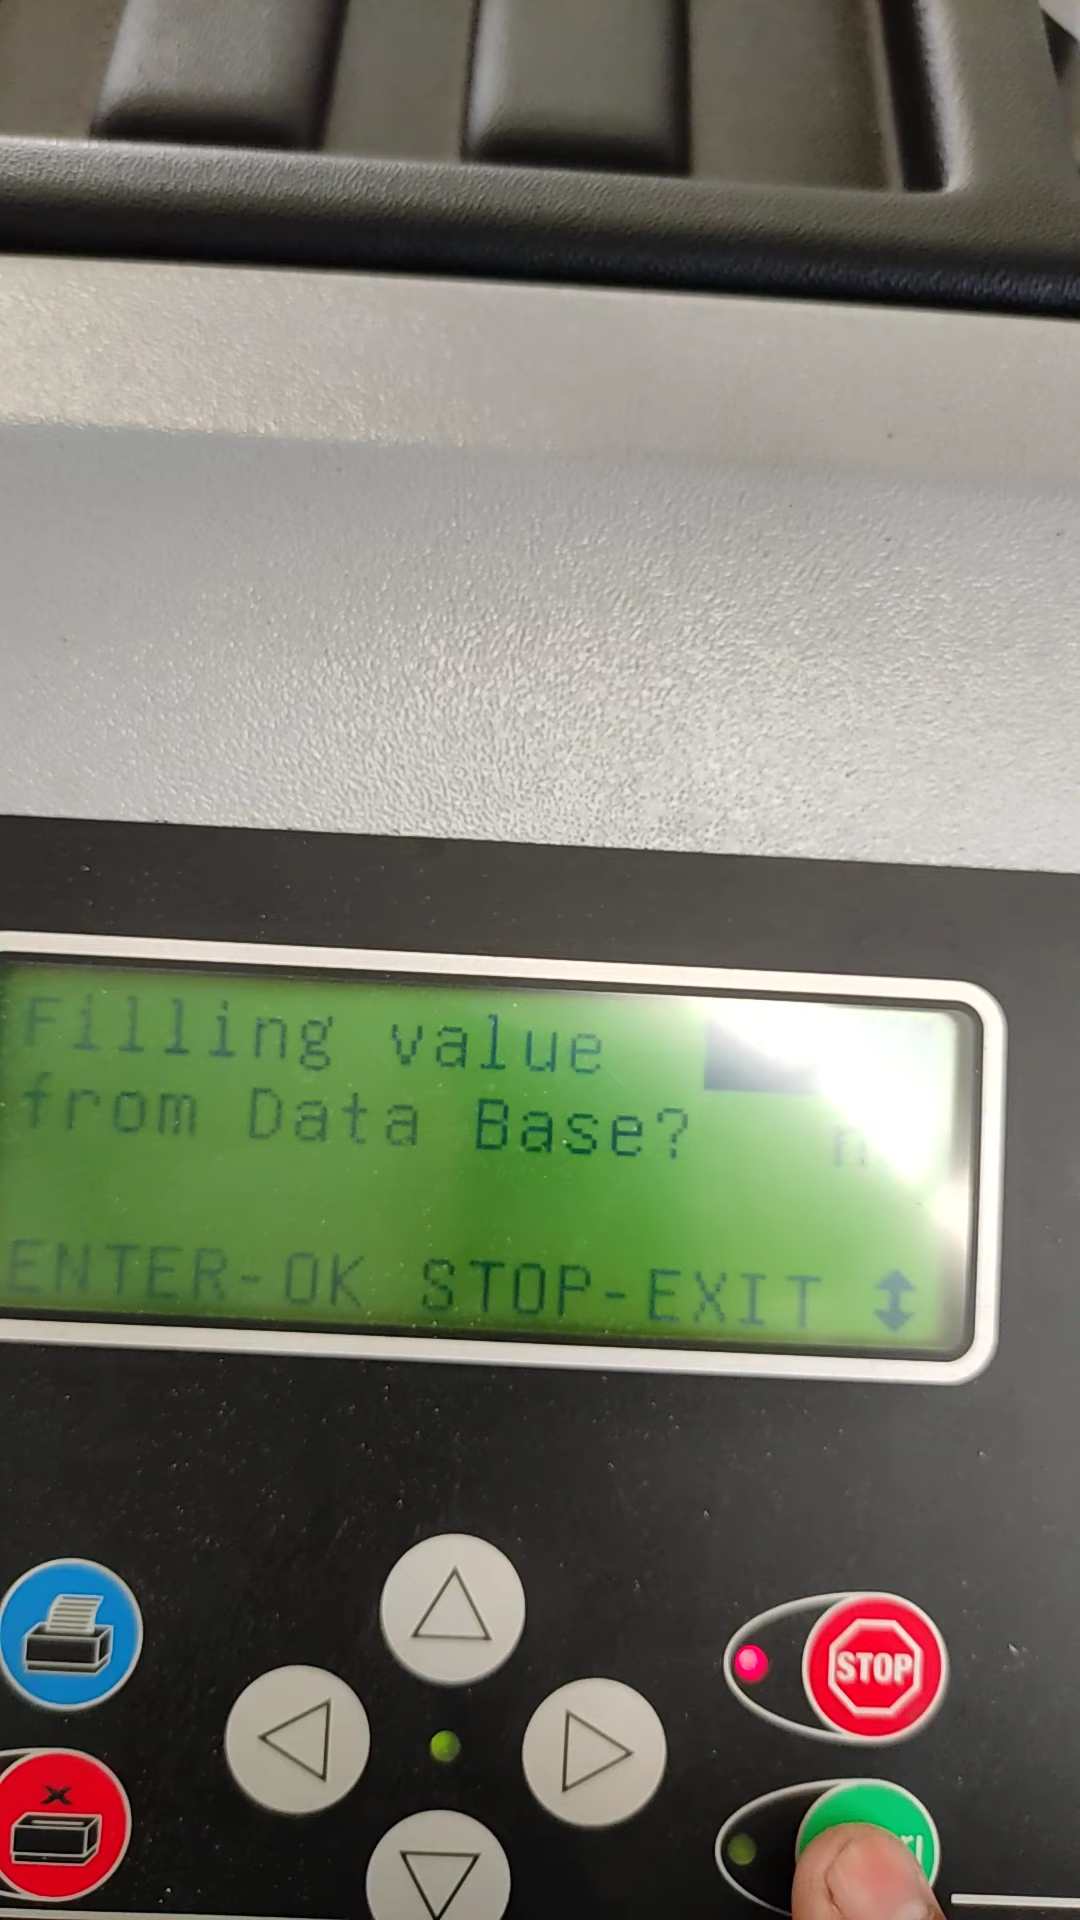 Filling value
from Data Base?
ENTER-OK STOP-EXIT ↕
STOP